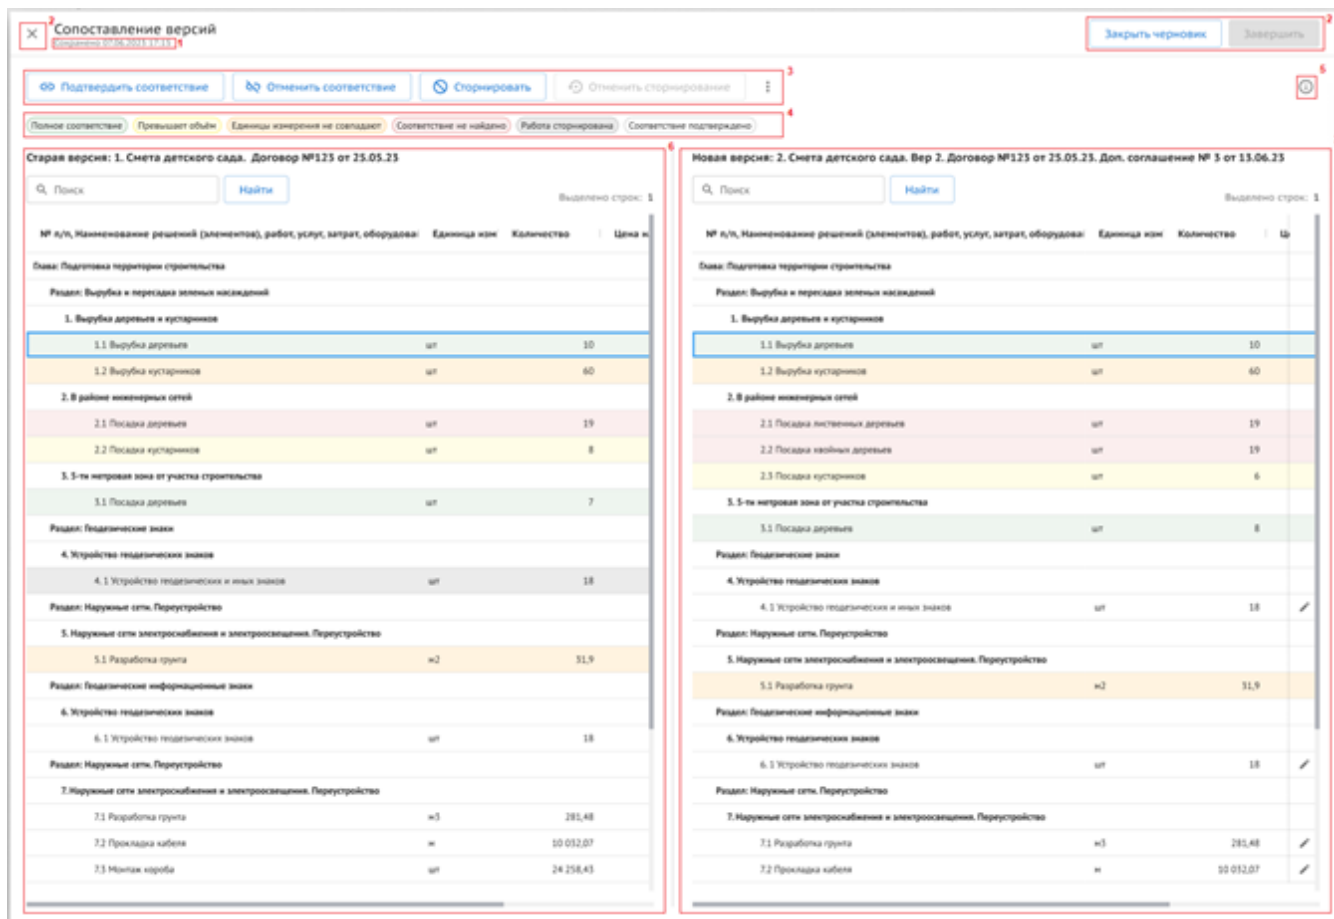 2
Сопоставление версий
Сохранено 07.06.2023 17:13 1
Закрыть черновик Завершить 2
Подтвердить соответствие Отменить соответствие Сторнировать Отменить сторнирование 3
5
Полное соответствие Превышает объём Единицы измерения не совпадают Соответствие не найдено Работа сторнирована Соответствие подтверждено 4
6
Старая версия: 1. Смета детского сада. Договор №123 от 25.05.23
Поиск Найти
Выделено строк: 1
№ п/п, Наименование решений (элементов), работ, услуг, затрат, оборудова Единица изм Количество Цена
Глава: Подготовка территории строительства
Раздел: Вырубка и пересадка зеленых насаждений
1. Вырубка деревьев и кустарников
1.1 Вырубка деревьев шт 10
1.2 Вырубка кустарников шт 60
2. В районе инженерных сетей
2.1 Посадка деревьев шт 19
2.2 Посадка кустарников шт 8
3. 5-ти метровая зона от участка строительства
3.1 Посадка деревьев шт 7
Раздел: Геодезические знаки
4. Устройство геодезических знаков
4. 1 Устройство геодезических и иных знаков шт 18
Раздел: Наружные сети. Переустройство
5. Наружные сети электроснабжения и электроосвещения. Переустройство
5.1 Разработка грунта м2 31,9
Раздел: Геодезические информационные знаки
6. Устройство геодезических знаков
6. 1 Устройство геодезических знаков шт 18
Раздел: Наружные сети. Переустройство
7. Наружные сети электроснабжения и электроосвещения. Переустройство
7.1 Разработка грунта м3 281,48
7.2 Прокладка кабеля м 10 032,07
7.3 Монтаж короба шт 24 258,43
Новая версия: 2. Смета детского сада. Вер 2. Договор №123 от 25.05.23. Доп. соглашение № 3 от 13.06.23
Поиск Найти
Выделено строк: 1
№ п/п, Наименование решений (элементов), работ, услуг, затрат, оборудова Единица изм Количество Це
Глава: Подготовка территории строительства
Раздел: Вырубка и пересадка зеленых насаждений
1. Вырубка деревьев и кустарников
1.1 Вырубка деревьев шт 10
1.2 Вырубка кустарников шт 60
2. В районе инженерных сетей
2.1 Посадка лиственных деревьев шт 19
2.2 Посадка хвойных деревьев шт 19
2.3 Посадка кустарников шт 6
3. 5-ти метровая зона от участка строительства
3.1 Посадка деревьев шт 8
Раздел: Геодезические знаки
4. Устройство геодезических знаков
4. 1 Устройство геодезических и иных знаков шт 18
Раздел: Наружные сети. Переустройство
5. Наружные сети электроснабжения и электроосвещения. Переустройство
5.1 Разработка грунта м2 31,9
Раздел: Геодезические информационные знаки
6. Устройство геодезических знаков
6. 1 Устройство геодезических знаков шт 18
Раздел: Наружные сети. Переустройство
7. Наружные сети электроснабжения и электроосвещения. Переустройство
7.1 Разработка грунта м3 281,48
7.2 Прокладка кабеля м 10 032,07